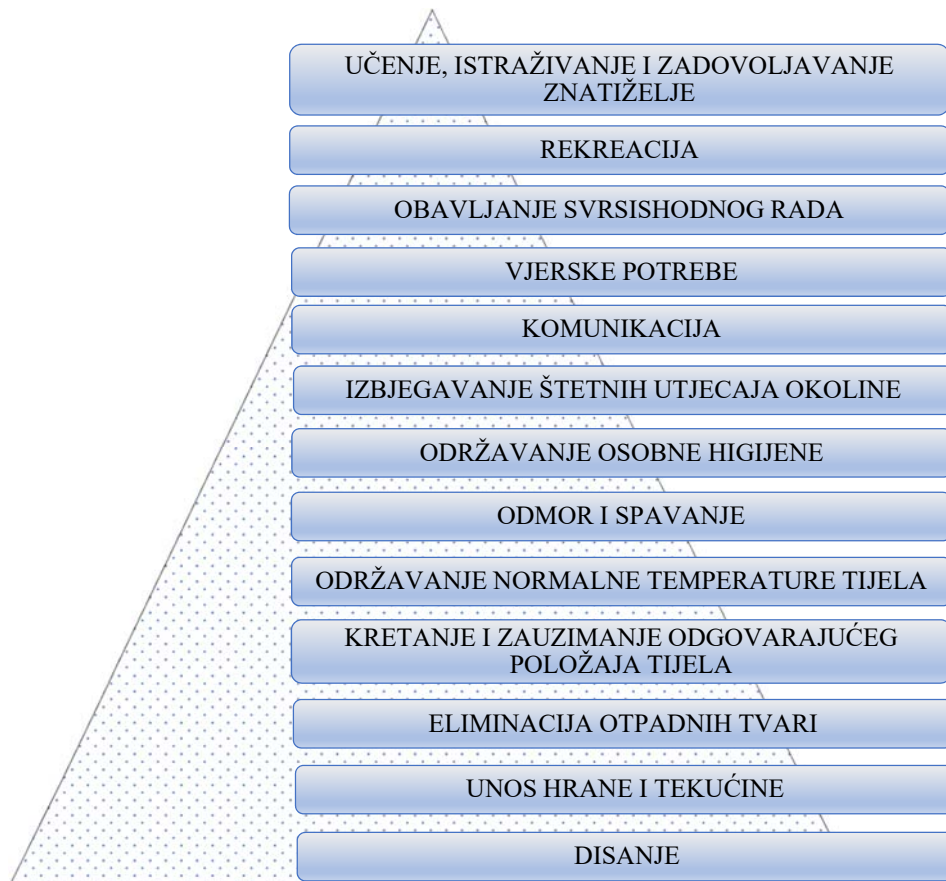 UČENJE, ISTRAŽIVANJE I ZADOVOLJAVANJE
ZNATIŽELJE
REKREACIJA
OBAVLJANJE SVRSISHODNOG RADA
VJERSKE POTREBE
KOMUNIKACIJA
IZBJEGAVANJE ŠTETNIH UTJECAJA OKOLINE
ODRŽAVANJE OSOBNE HIGIJENE
ODMOR I SPAVANJE
ODRŽAVANJE NORMALNE TEMPERATURE TIJELA
KRETANJE I ZAUZIMANJE ODGOVARAJUĆEG
POLOŽAJA TIJELA
ELIMINACIJA OTPADNIH TVARI
UNOS HRANE I TEKUĆINE
DISANJE